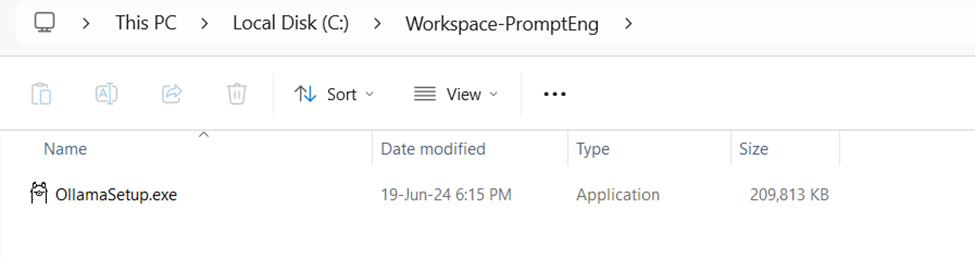 This PC > Local Disk (C:) > Workspace-PromptEng >
Sort View ...
Name Date modified Type Size
OllamaSetup.exe 19-Jun-24 6:15 PM Application 209,813 KB